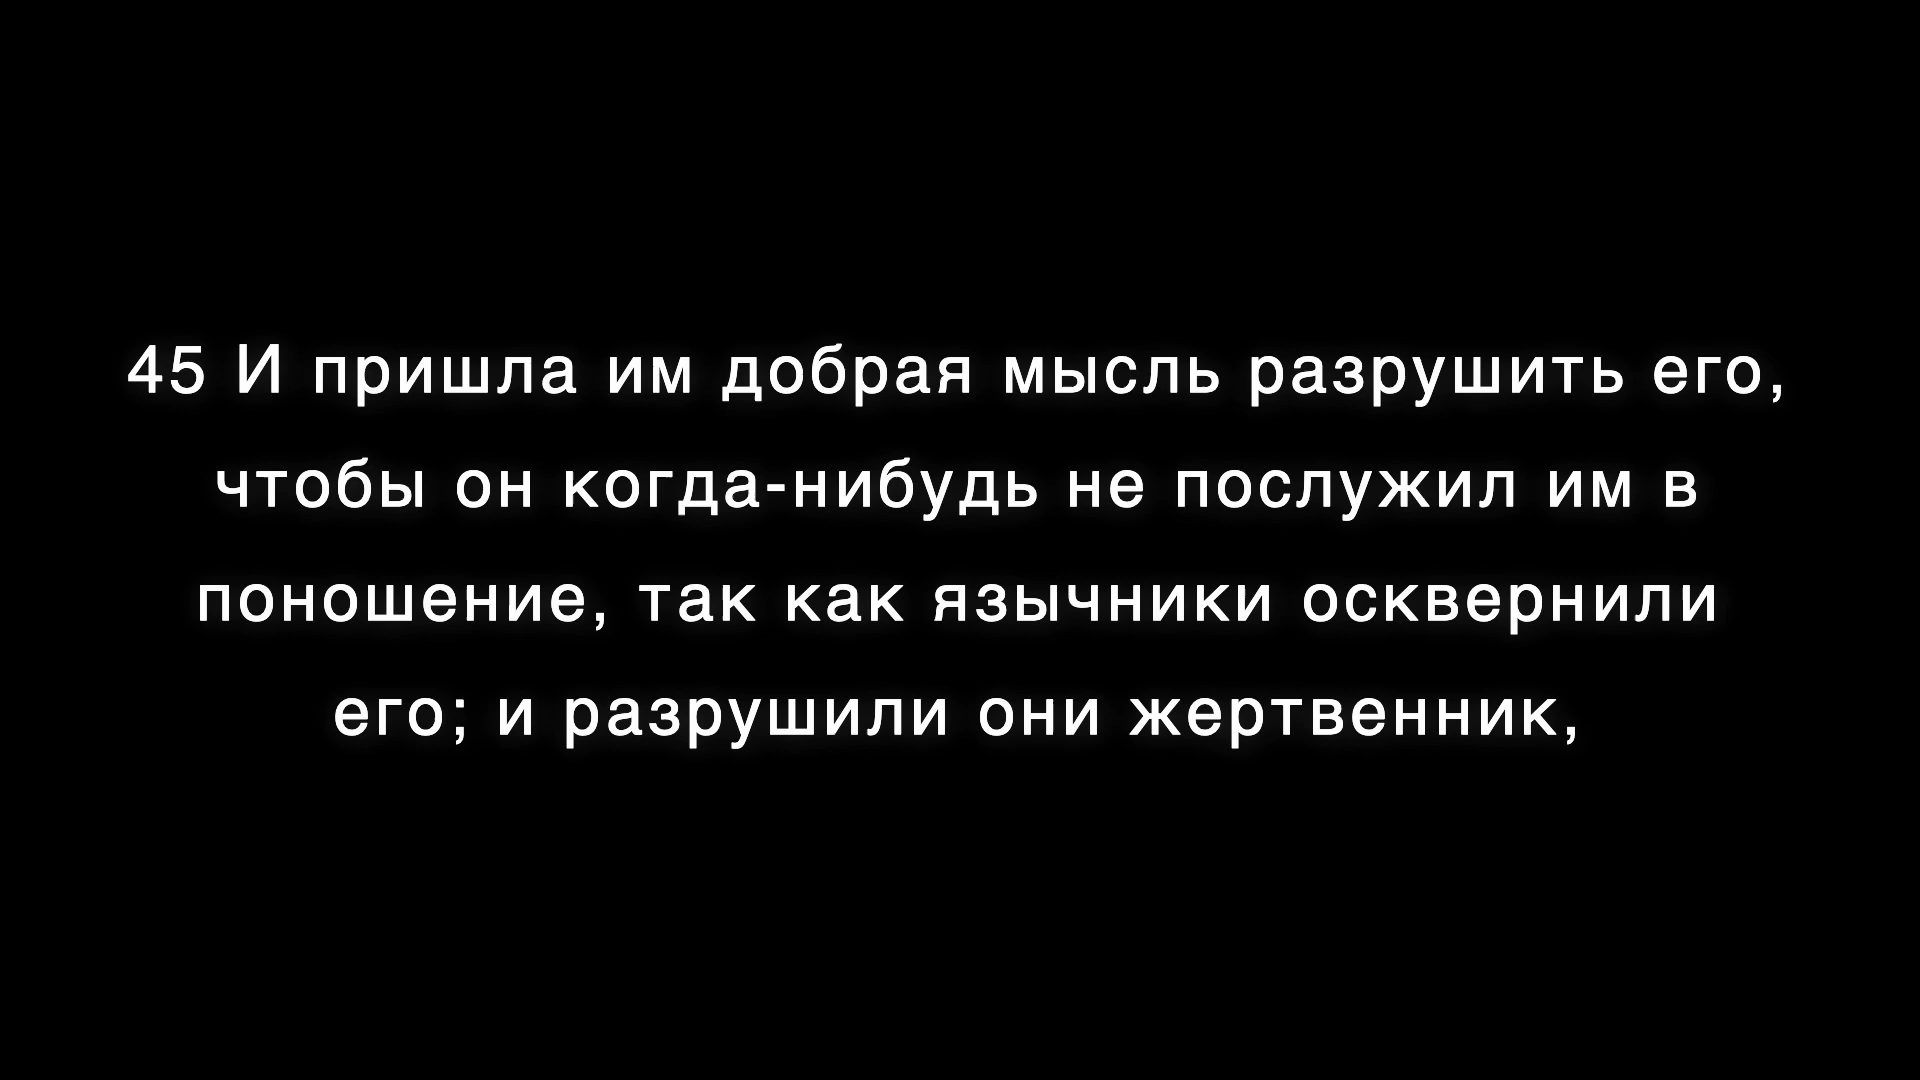 45 И пришла им добрая мысль разрушить его,
чтобы он когда-нибудь не послужил им в
поношение, так как язычники осквернили
его; и разрушили они жертвенник,